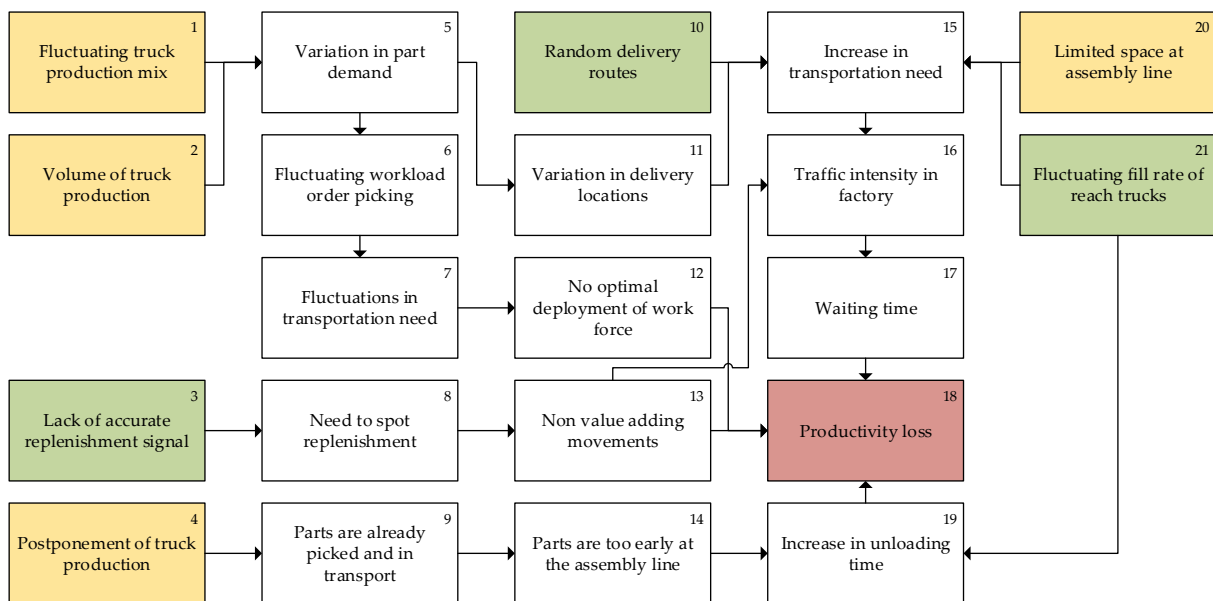 1
Fluctuating truck
production mix
5
Variation in part
demand
10
Random delivery
routes
15
Increase in
transportation need
20
Limited space at
assembly line
2
Volume of truck
production
6
Fluctuating workload
order picking
11
Variation in delivery
locations
16
Traffic intensity in
factory
21
Fluctuating fill rate of
reach trucks
7
Fluctuations in
transportation need
12
No optimal
deployment of work
force
17
Waiting time
3
Lack of accurate
replenishment signal
8
Need to spot
replenishment
13
Non value adding
movements
18
Productivity loss
4
Postponement of truck
production
9
Parts are already
picked and in
transport
14
Parts are too early at
the assembly line
19
Increase in unloading
time